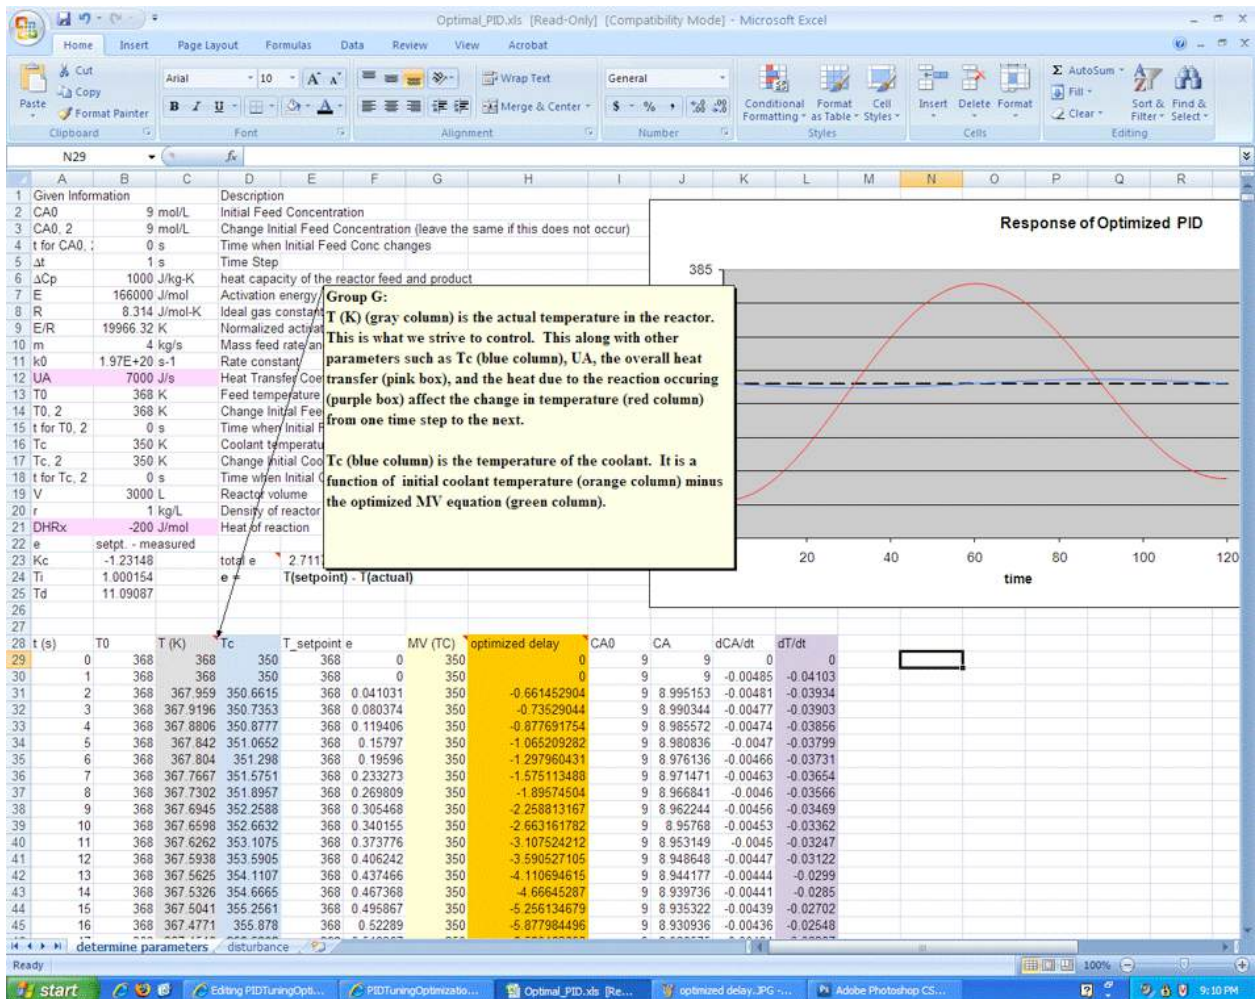 Optimal_PID.xls [Read-Only] [Compatibility Mode] - Microsoft Excel
Home Insert Page Layout Formulas Data Review View Acrobat
Cut
Copy
Format Painter
Paste
Clipboard
Arial 10
B I U
Font
Wrap Text
Merge & Center
Alignment
General
$ % ,
Number
Conditional Formatting
Format as Table
Cell Styles
Styles
Insert Delete Format
Cells
AutoSum
Fill
Clear
Sort & Filter
Find & Select
Editing
N29 fx
A B C D E F G H I J K L M N O P Q R
1 Given Information Description
2 CA0 9 mol/L Initial Feed Concentration
3 CA0, 2 9 mol/L Change Initial Feed Concentration (leave the same if this does not occur)
4 t for CA0, 0 s Time when Initial Feed Conc changes
5 Δt 1 s Time Step
6 ΔCp 1000 J/kg-K heat capacity of the reactor feed and product
7 E 166000 J/mol Activation energy
8 R 8.314 J/mol-K Ideal gas constant
9 E/R 19966.32 K Normalized
10 m 4 kg/s Mass feed rate
11 k0 1.97E+20 s-1 Rate constant
12 UA 7000 J/s Heat Transfer
13 T0 368 K Feed temperature
14 T0, 2 368 K Change Initial
15 t for T0, 2 0 s Time when Initial
16 Tc 350 K Coolant
17 Tc, 2 350 K Change Initial
18 t for Tc, 2 0 s Time when Initial
19 V 3000 L Reactor volume
20 r 1 kg/L Density of reactor
21 DHRx -200 J/mol Heat of reaction
22 e setpt. - measured
23 Kc -1.23148 total e
24 Ti 1.000154 e = T(setpoint) - T(actual)
25 Td 11.09087
26
27
Group G:
T (K) (gray column) is the actual temperature in the reactor.
This is what we strive to control. This along with other
parameters such as Tc (blue column), UA, the overall heat
transfer (pink box), and the heat due to the reaction occuring
(purple box) affect the change in temperature (red column)
from one time step to the next.
Tc (blue column) is the temperature of the coolant. It is a
function of initial coolant temperature (orange column) minus
the optimized MV equation (green column).
Response of Optimized PID
385
20 40 60 80 100 120
time
28 t (s) T0 T (K) Tc T_setpoint e MV (TC) optimized delay CA0 CA dCA/dt dT/dt
29 0 368 368 350 368 0 350 0 9 9 0 0
30 1 368 368 350 368 0 350 0 9 9 -0.00485 -0.04103
31 2 368 367.959 350.6615 368 0.041031 350 -0.661452904 9 8.995153 -0.00481 -0.03934
32 3 368 367.9196 350.7353 368 0.080374 350 -0.73529044 9 8.990344 -0.00477 -0.03903
33 4 368 367.8806 350.8777 368 0.119406 350 -0.877691754 9 8.985572 -0.00474 -0.03856
34 5 368 367.842 351.0652 368 0.15797 350 -1.065209282 9 8.980836 -0.0047 -0.03799
35 6 368 367.804 351.298 368 0.19596 350 -1.297960431 9 8.976136 -0.00466 -0.03731
36 7 368 367.7667 351.5751 368 0.233273 350 -1.575113488 9 8.971471 -0.00463 -0.03654
37 8 368 367.7302 351.8957 368 0.269809 350 -1.89574504 9 8.966841 -0.0046 -0.03566
38 9 368 367.6945 352.2588 368 0.305468 350 -2.258813167 9 8.962244 -0.00456 -0.03469
39 10 368 367.6598 352.6632 368 0.340155 350 -2.663161782 9 8.95768 -0.00453 -0.03362
40 11 368 367.6262 353.1075 368 0.373776 350 -3.107524212 9 8.953149 -0.0045 -0.03247
41 12 368 367.5938 353.5905 368 0.406242 350 -3.590527105 9 8.948648 -0.00447 -0.03122
42 13 368 367.5625 354.1107 368 0.437466 350 -4.110694615 9 8.944177 -0.00444 -0.0299
43 14 368 367.5326 354.6665 368 0.467368 350 -4.66645287 9 8.939736 -0.00441 -0.0285
44 15 368 367.5041 355.2561 368 0.495867 350 -5.256134679 9 8.935322 -0.00439 -0.02702
45 16 368 367.4771 355.878 368 0.52289 350 -5.877984496 9 8.930936 -0.00436 -0.02548
determine parameters disturbance
Ready 100%
start Editing PIDTuningOpti... PIDTuningOptimizatio... Optimal_PID.xls [Re... optimized delay.JPG -... Adobe Photoshop CS... 9:10 PM